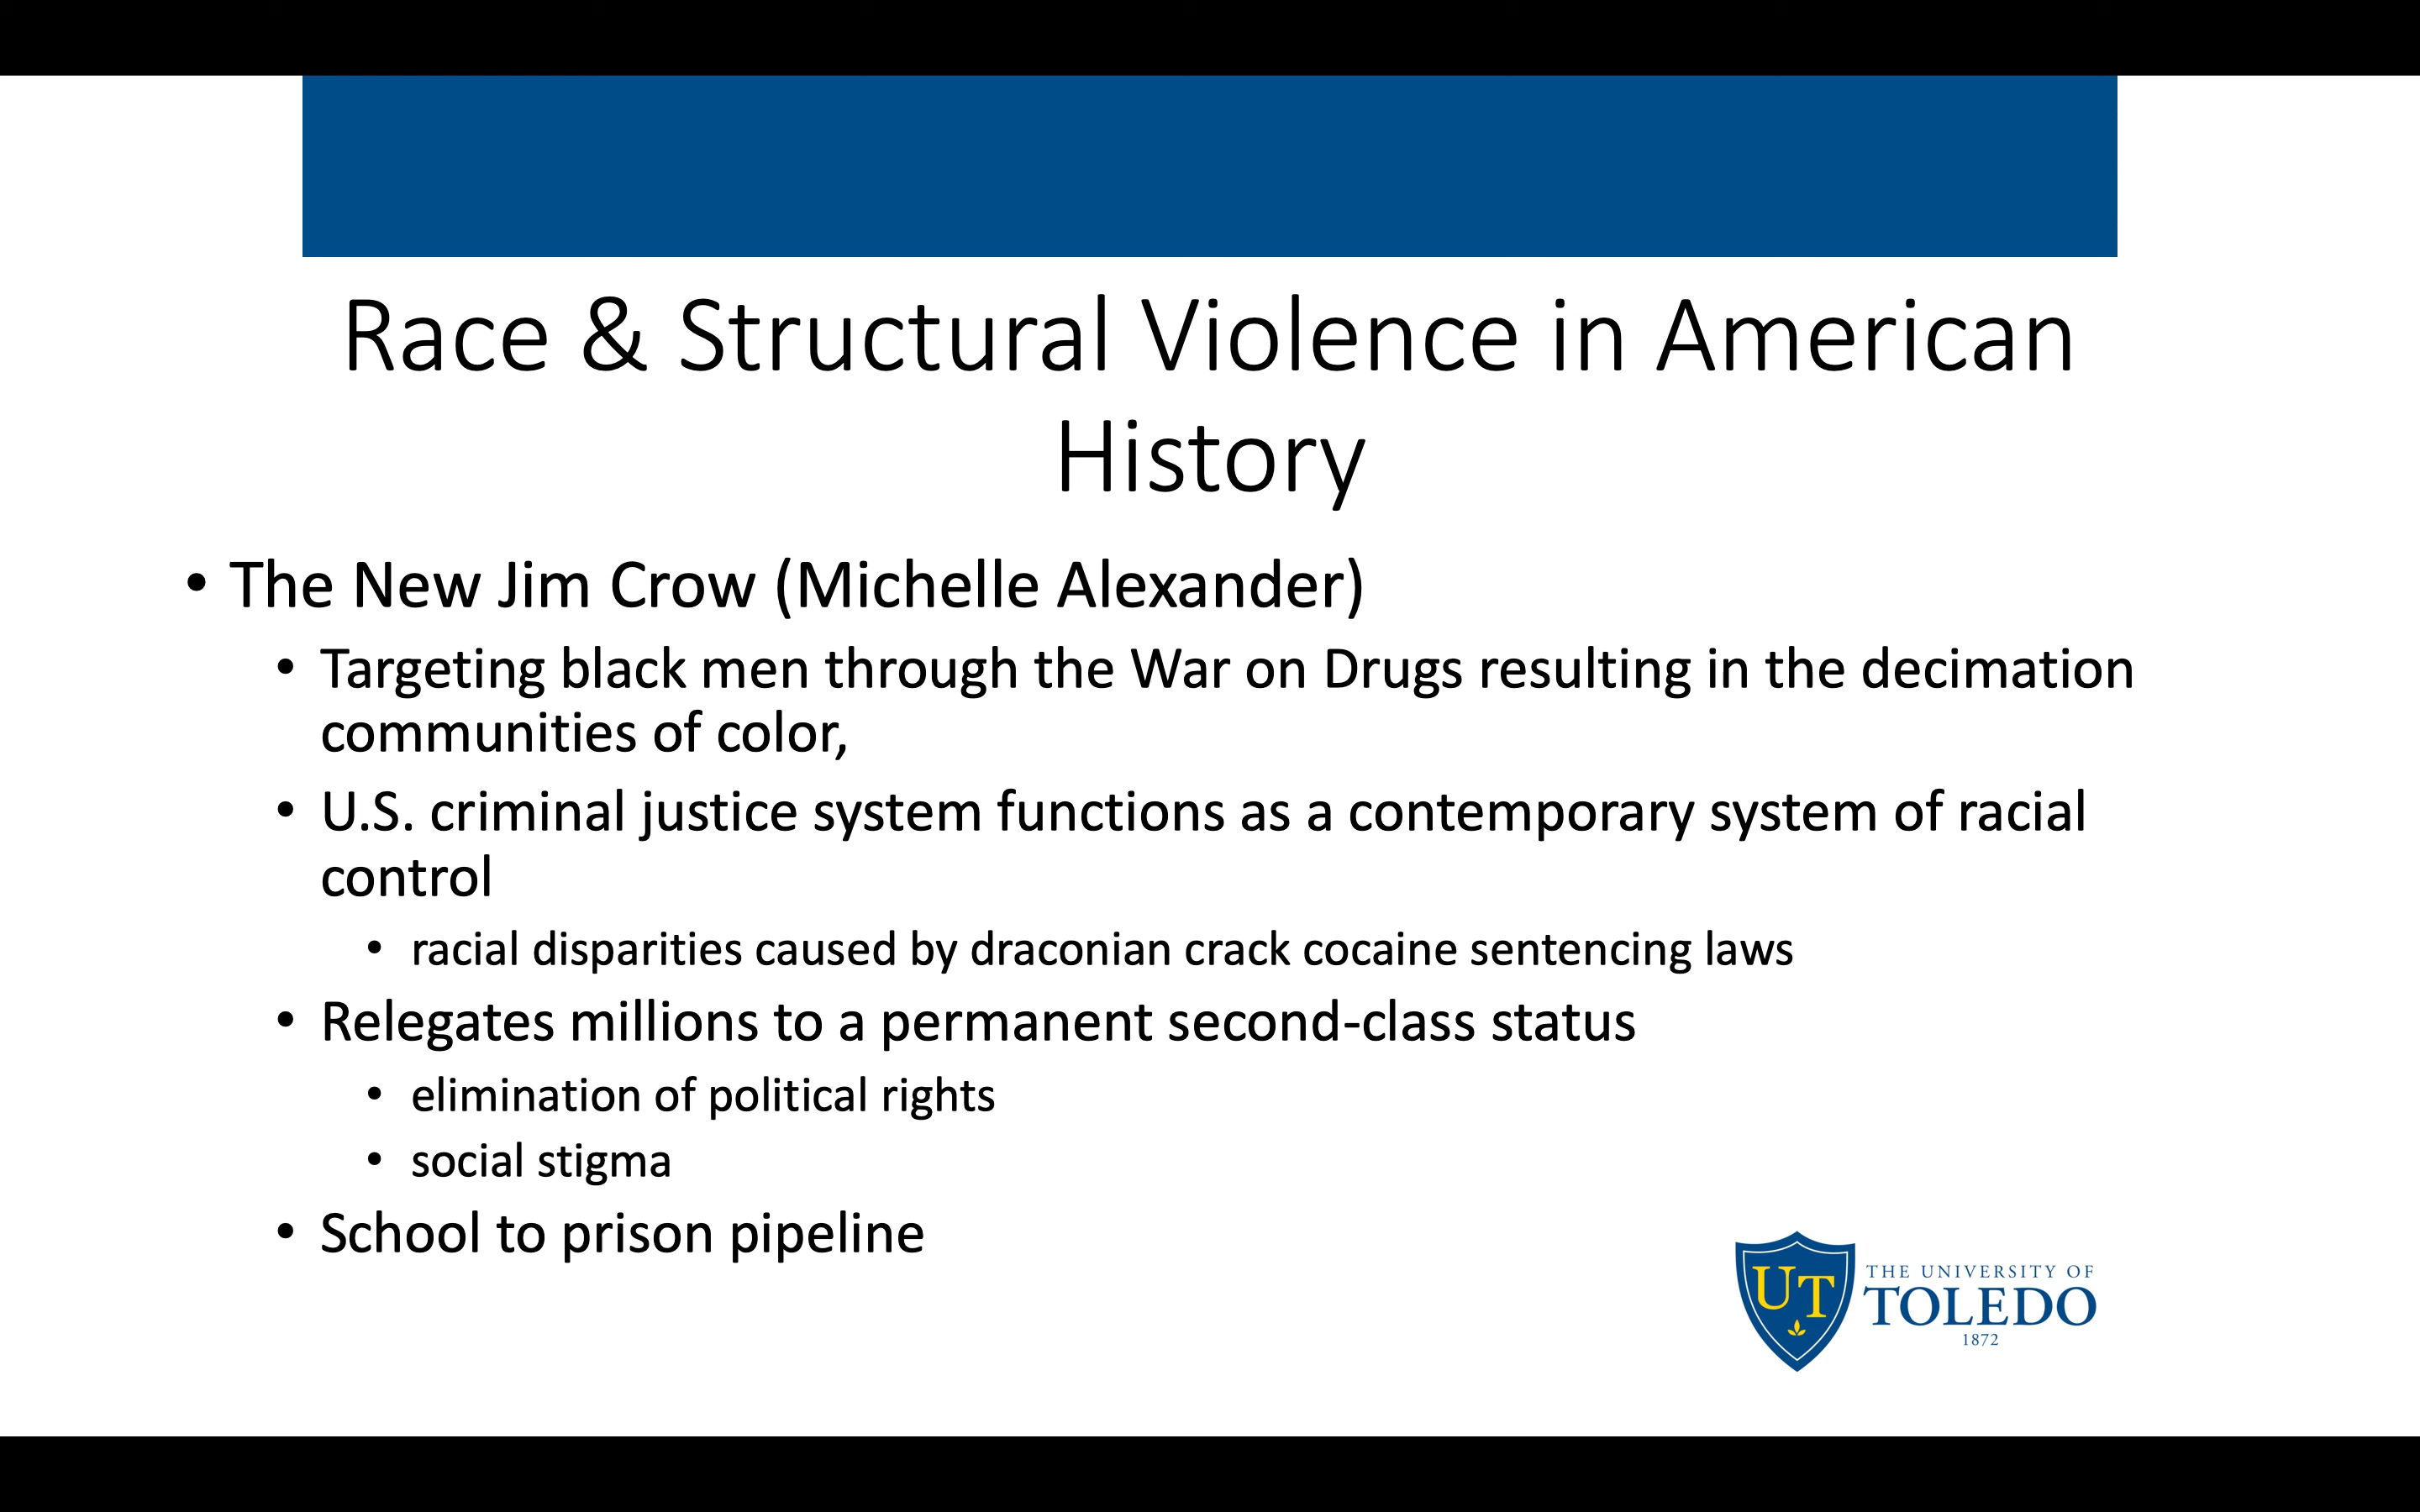 Race & Structural Violence in American
History
• The New Jim Crow (Michelle Alexander)
• Targeting black men through the War on Drugs resulting in the decimation
communities of color,
• U.S. criminal justice system functions as a contemporary system of racial
control
• racial disparities caused by draconian crack cocaine sentencing laws
• Relegates millions to a permanent second-class status
• elimination of political rights
• social stigma
• School to prison pipeline
UT
THE UNIVERSITY OF
TOLEDO
1872